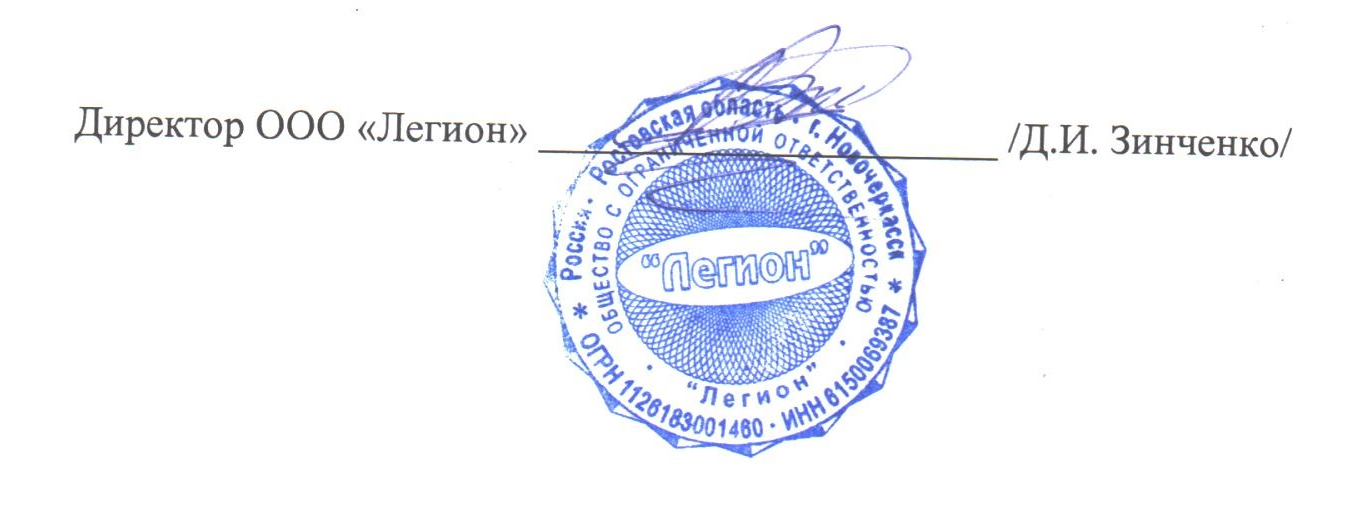 Директор ООО «Легион» /Д.И. Зинченко/
Россия · Ростовская область · г. Новочеркасск
ОБЩЕСТВО С ОГРАНИЧЕННОЙ ОТВЕТСТВЕННОСТЬЮ
“Легион”
“Легион”
* ОГРН 1126183001460 · ИНН 6150069387 *